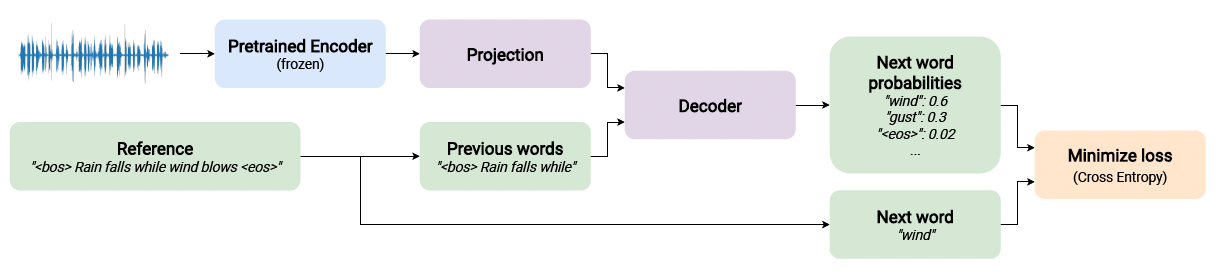 Pretrained Encoder
(frozen)
Projection
Decoder
Next word
probabilities
"wind": 0.6
"gust": 0.3
"<eos>": 0.02
...
Reference
"<bos> Rain falls while wind blows <eos>"
Previous words
"<bos> Rain falls while"
Next word
"wind"
Minimize loss
(Cross Entropy)